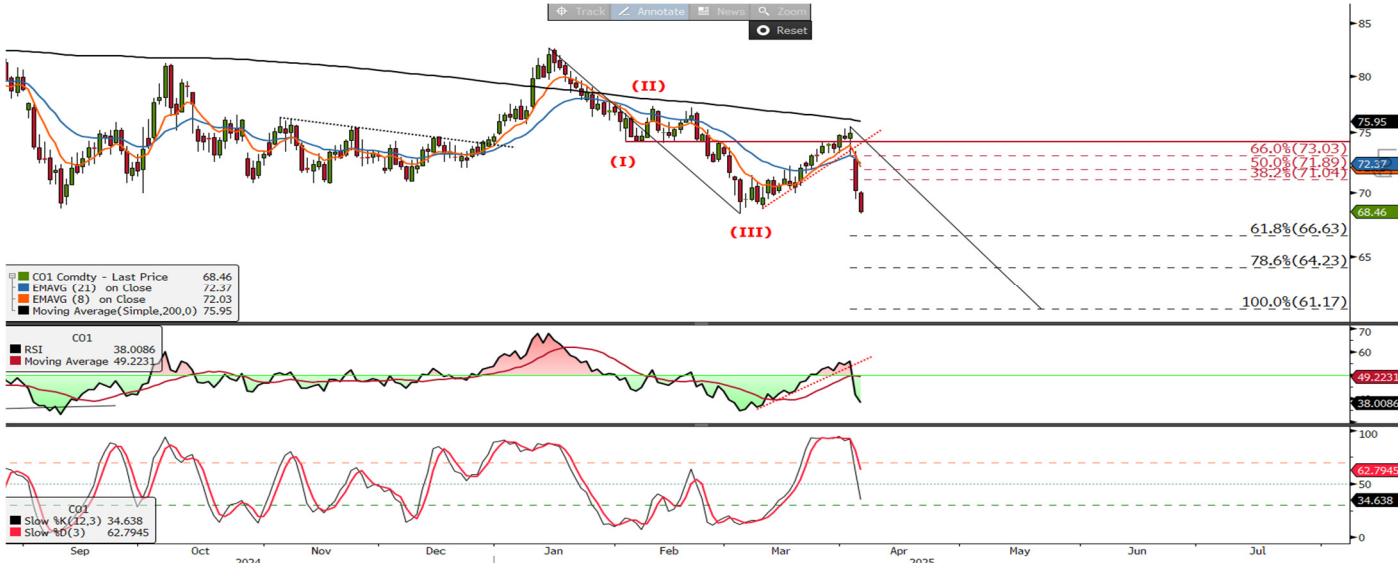 Track Annotate News Zoom
Reset
85
80
75.95
75
72.37
70
68.46
65
(II)
(I)
(III)
66.0%(73.03)
50.0%(71.89)
38.2%(71.04)
61.8%(66.63)
78.6%(64.23)
100.0%(61.17)
CO1 Comdty - Last Price 68.46
EMAVG (21) on Close 72.37
EMAVG (8) on Close 72.03
Moving Average(Simple,200,0) 75.95
CO1
RSI 38.0086
Moving Average 49.2231
70
60
49.2231
38.0086
CO1
Slow %K(12,3) 34.638
Slow %D(3) 62.7945
100
62.7945
50
34.638
0
Sep Oct Nov Dec Jan Feb Mar Apr May Jun Jul
2024 2025